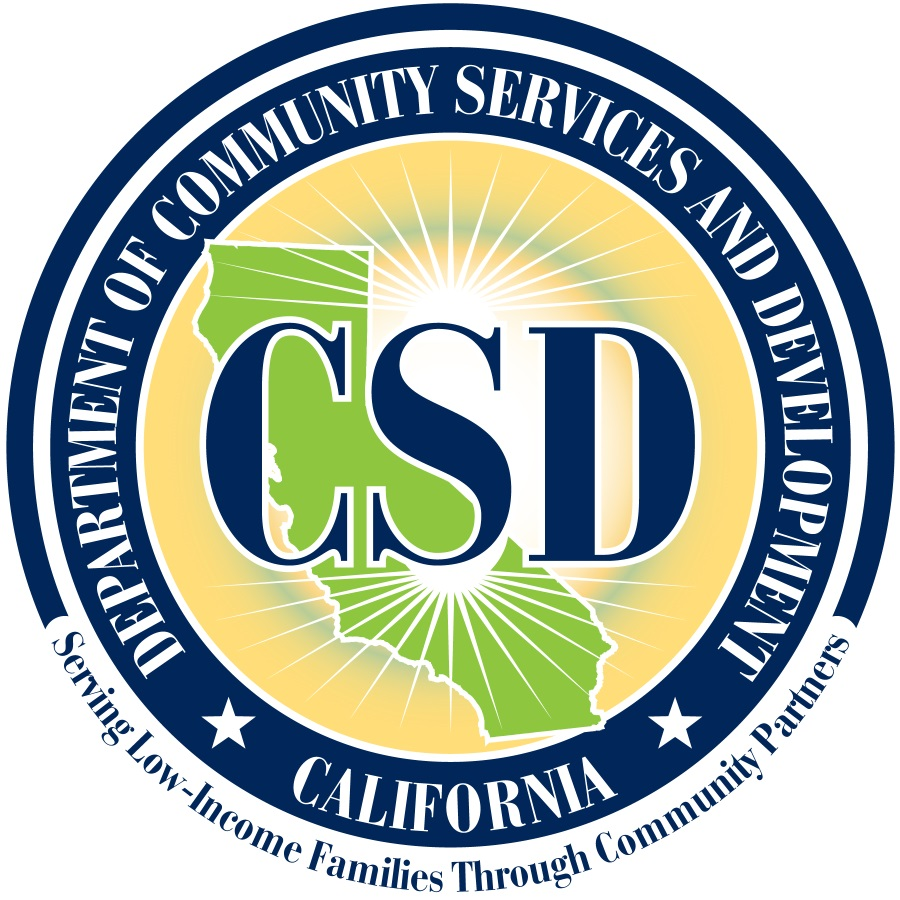 DEPARTMENT OF COMMUNITY SERVICES AND DEVELOPMENT
CSD
CALIFORNIA
Serving Low-Income Families Through Community Partners